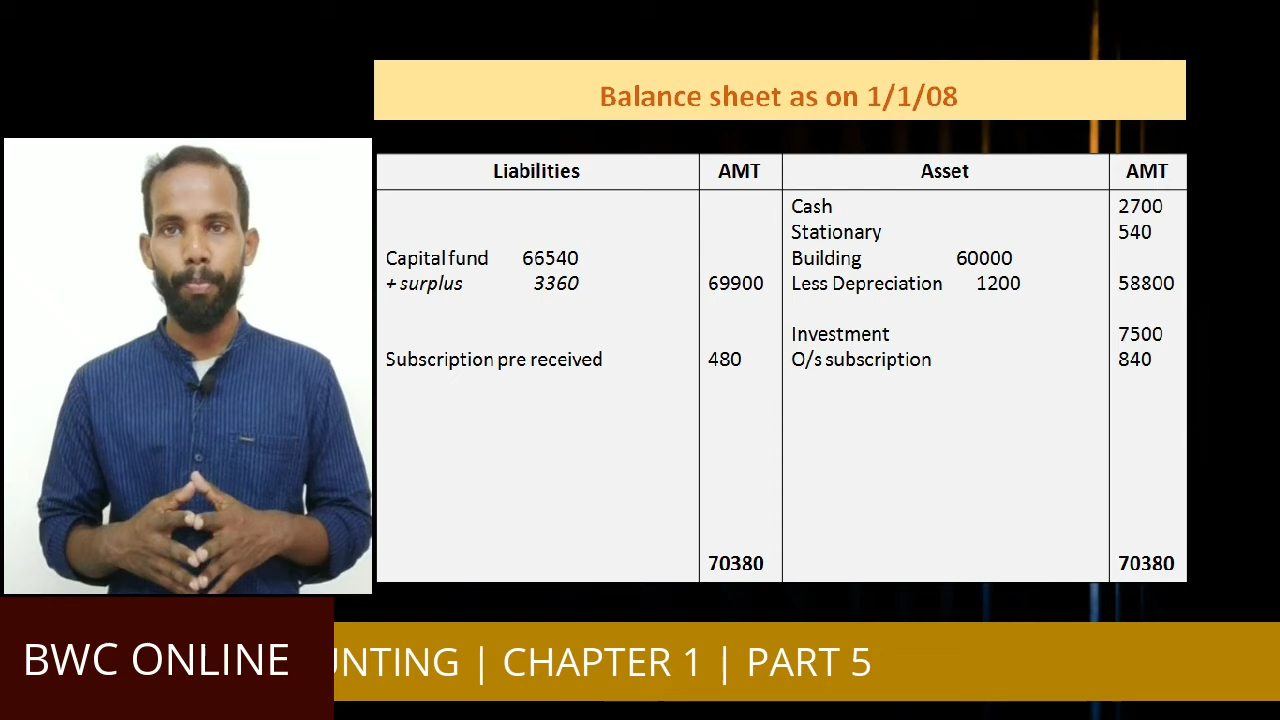 Balance sheet as on 1/1/08
Liabilities AMT Asset AMT
Cash 2700
Stationary 540
Capital fund 66540 Building 60000
+ surplus 3360 69900 Less Depreciation 1200 58800
Investment 7500
Subscription pre received 480 O/s subscription 840
70380 70380
BWC ONLINE
UNTING | CHAPTER 1 | PART 5